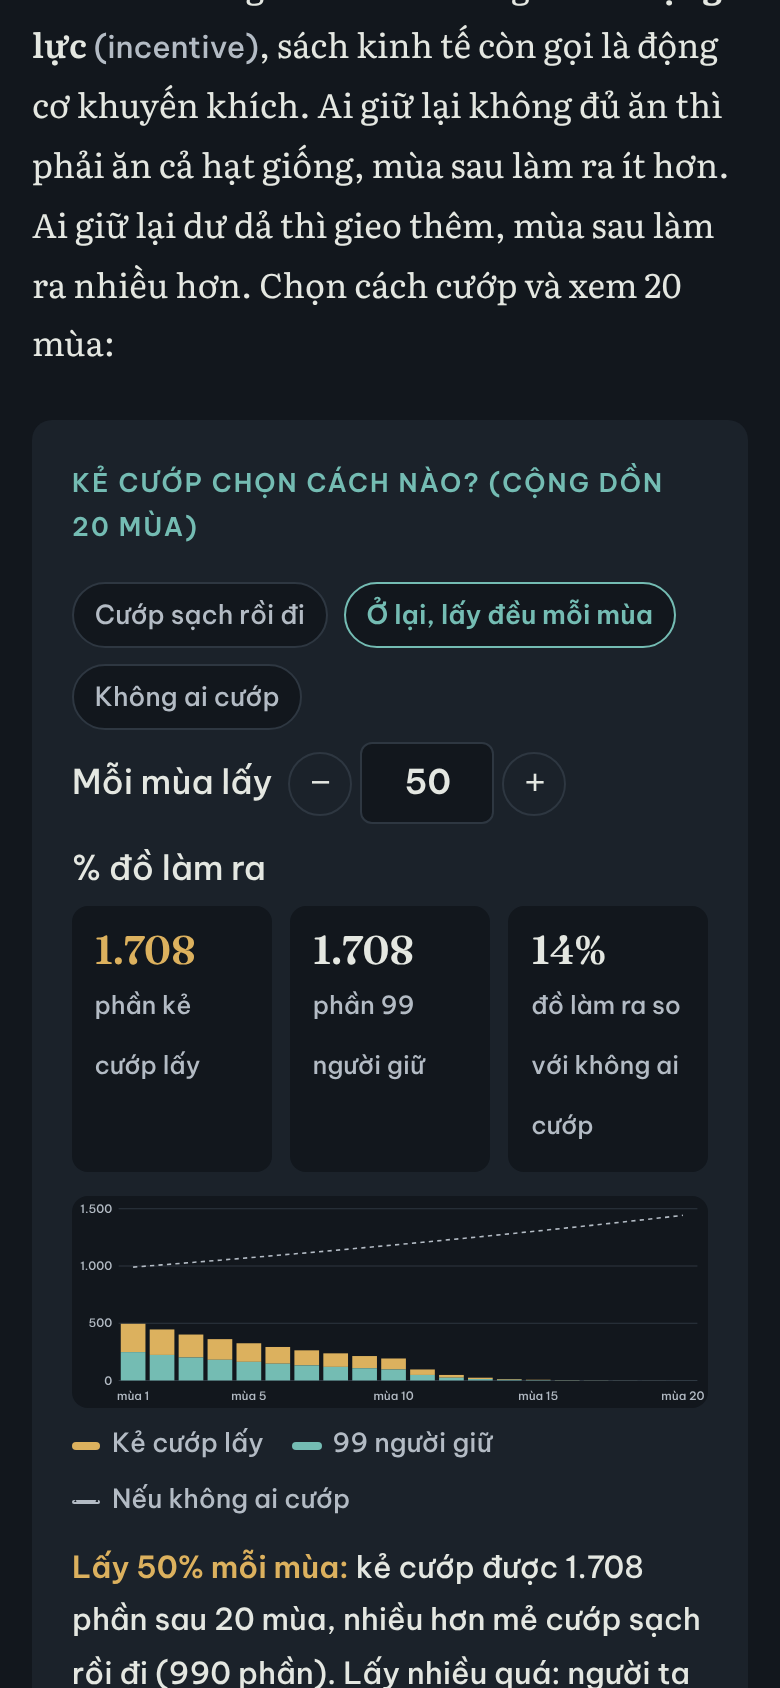 lực (incentive), sách kinh tế còn gọi là động
cơ khuyến khích. Ai giữ lại không đủ ăn thì
phải ăn cả hạt giống, mùa sau làm ra ít hơn.
Ai giữ lại dư dả thì gieo thêm, mùa sau làm
ra nhiều hơn. Chọn cách cướp và xem 20
mùa:
KẺ CƯỚP CHỌN CÁCH NÀO? (CỘNG DỒN
20 MÙA)
Cướp sạch rồi đi
Ở lại, lấy đều mỗi mùa
Không ai cướp
Mỗi mùa lấy − 50 +
% đồ làm ra
1.708
phần kẻ
cướp lấy
1.708
phần 99
người giữ
14%
đồ làm ra so
với không ai
cướp
1.500
1.000
500
0
mùa 1 mùa 5 mùa 10 mùa 15 mùa 20
Kẻ cướp lấy 99 người giữ
Nếu không ai cướp
Lấy 50% mỗi mùa: kẻ cướp được 1.708
phần sau 20 mùa, nhiều hơn mẻ cướp sạch
rồi đi (990 phần). Lấy nhiều quá: người ta